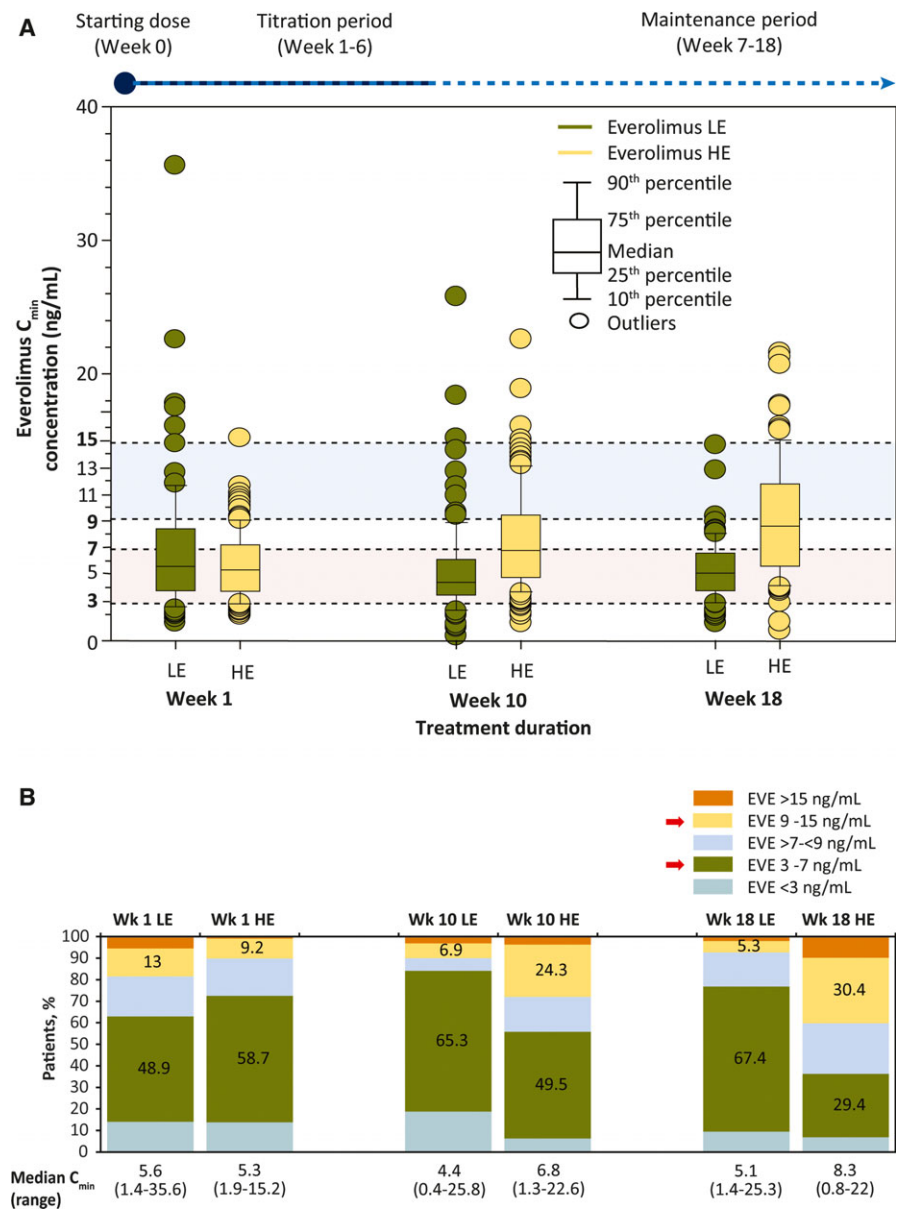 A
Starting dose
(Week 0)
Titration period
(Week 1-6)
Maintenance period
(Week 7-18)
Everolimus LE
Everolimus HE
90th percentile
75th percentile
Median
25th percentile
10th percentile
Outliers
Everolimus Cmin
concentration (ng/mL)
40
30
20
15
13
11
9
7
5
3
0
LE HE LE HE LE HE
Week 1 Week 10 Week 18
Treatment duration
B
EVE >15 ng/mL
EVE 9 -15 ng/mL
EVE >7-<9 ng/mL
EVE 3 -7 ng/mL
EVE <3 ng/mL
Wk 1 LE Wk 1 HE Wk 10 LE Wk 10 HE Wk 18 LE Wk 18 HE
Patients, %
100
90
80
70
60
50
40
30
20
10
0
13 9.2 6.9 24.3 5.3 30.4
48.9 58.7 65.3 49.5 67.4 29.4
Median Cmin 5.6 5.3 4.4 6.8 5.1 8.3
(range) (1.4-35.6) (1.9-15.2) (0.4-25.8) (1.3-22.6) (1.4-25.3) (0.8-22)